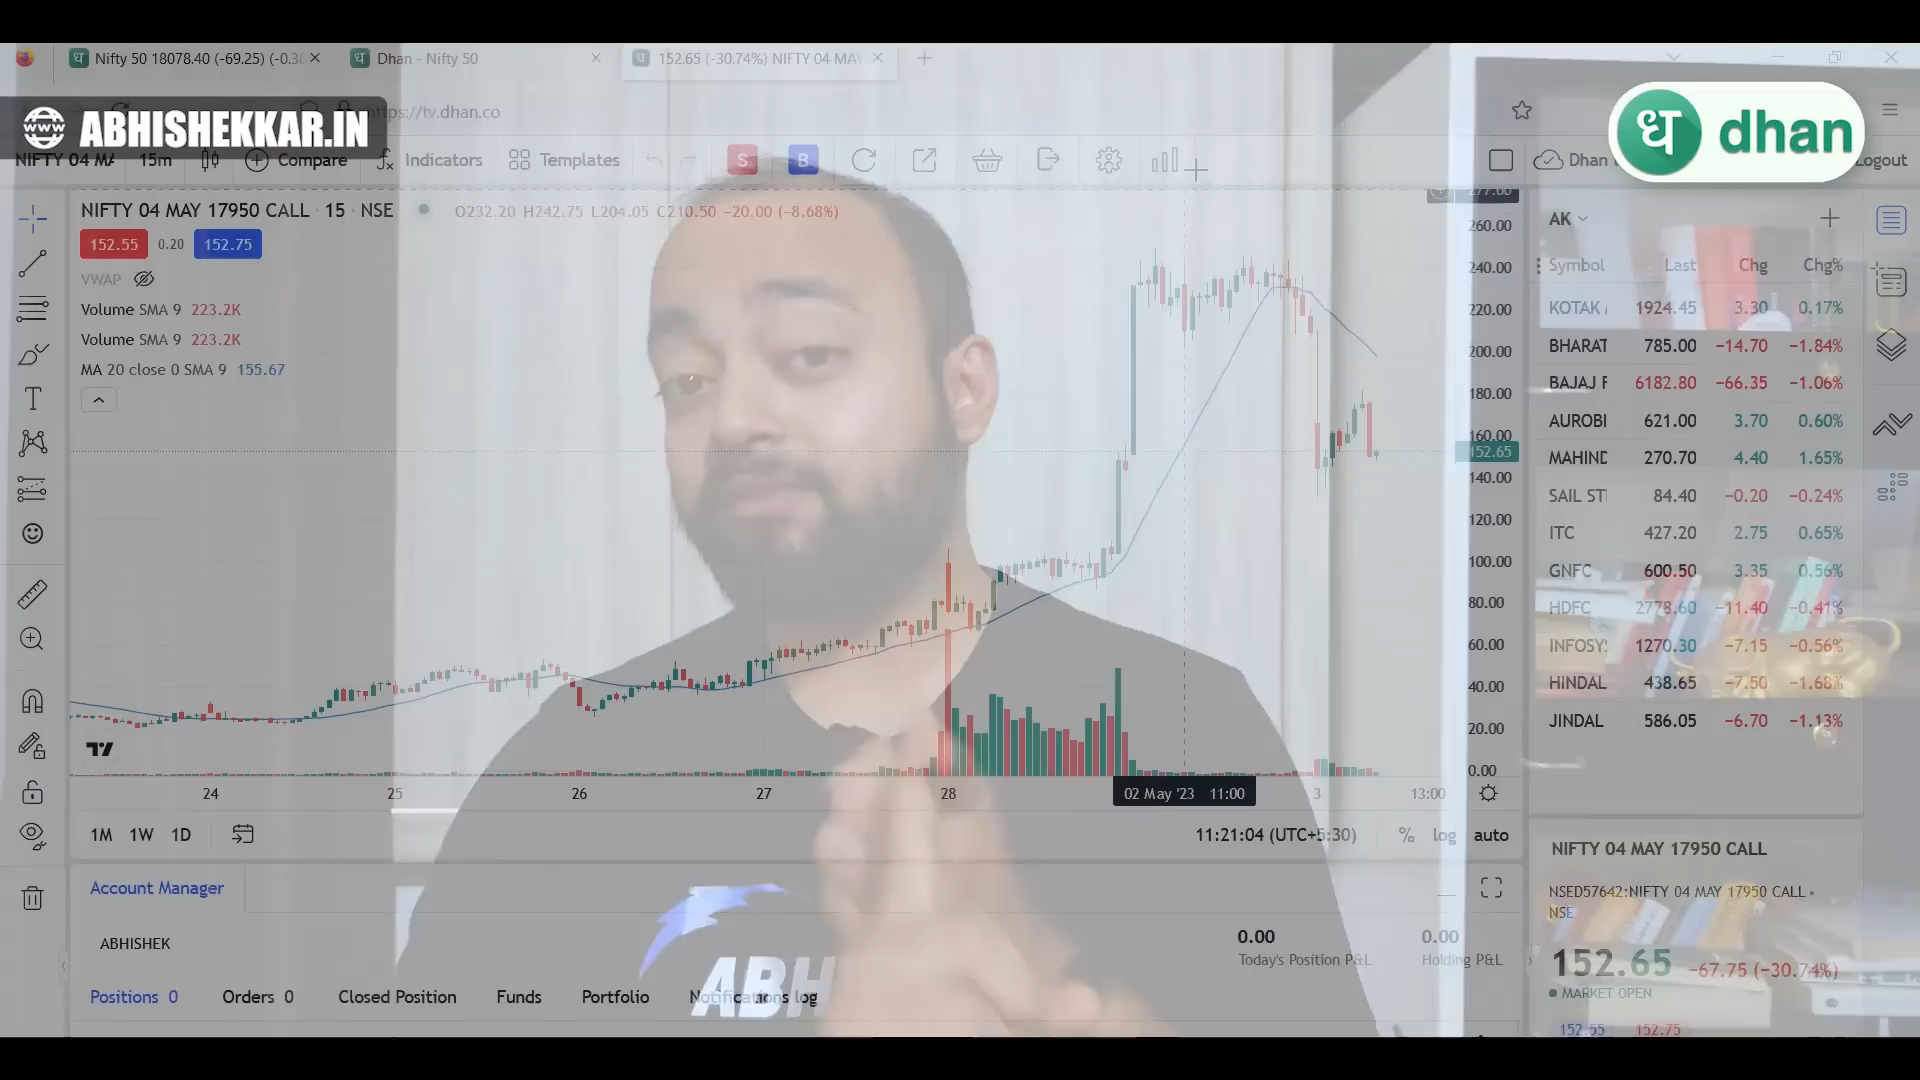 Nifty 50 18078.40 (-69.25) (-0.38
Dhan - Nifty 50
152.65 (-30.74%) NIFTY 04 MAY
https://tv.dhan.co
ABHISHEKKAR.IN
ध dhan
NIFTY 04 MA
15m
Compare
Indicators
Templates
S
B
Dhan
Logout
NIFTY 04 MAY 17950 CALL · 15 · NSE
O232.20 H242.75 L204.05 C210.50 −20.00 (−8.68%)
152.55 0.20 152.75
VWAP
Volume SMA 9 223.2K
Volume SMA 9 223.2K
MA 20 close 0 SMA 9 155.67
277.60
260.00
240.00
220.00
200.00
180.00
160.00
152.65
140.00
120.00
100.00
80.00
60.00
40.00
20.00
0.00
24 25 26 27 28 02 May '23 11:00 3 13:00
1M 1W 1D
11:21:04 (UTC+5:30) % log auto
AK
Symbol Last Chg Chg%
KOTAK 1924.45 3.30 0.17%
BHARAT 785.00 −14.70 −1.84%
BAJAJ F 6182.80 −66.35 −1.06%
AUROBI 621.00 3.70 0.60%
MAHIND 270.70 4.40 1.65%
SAIL ST 84.40 −0.20 −0.24%
ITC 427.20 2.75 0.65%
GNFC 600.50 3.35 0.56%
HDFC 2778.60 −11.40 −0.41%
INFOSY 1270.30 −7.15 −0.56%
HINDAL 438.65 −7.50 −1.68%
JINDAL 586.05 −6.70 −1.13%
NIFTY 04 MAY 17950 CALL
NSED57642:NIFTY 04 MAY 17950 CALL •
NSE
152.65 −67.75 (−30.74%)
MARKET OPEN
152.55 152.75
Account Manager
ABHISHEK
0.00 0.00
Today's Position P&L Holding P&L
Positions 0 Orders 0 Closed Position Funds Portfolio Notifications log
ABH